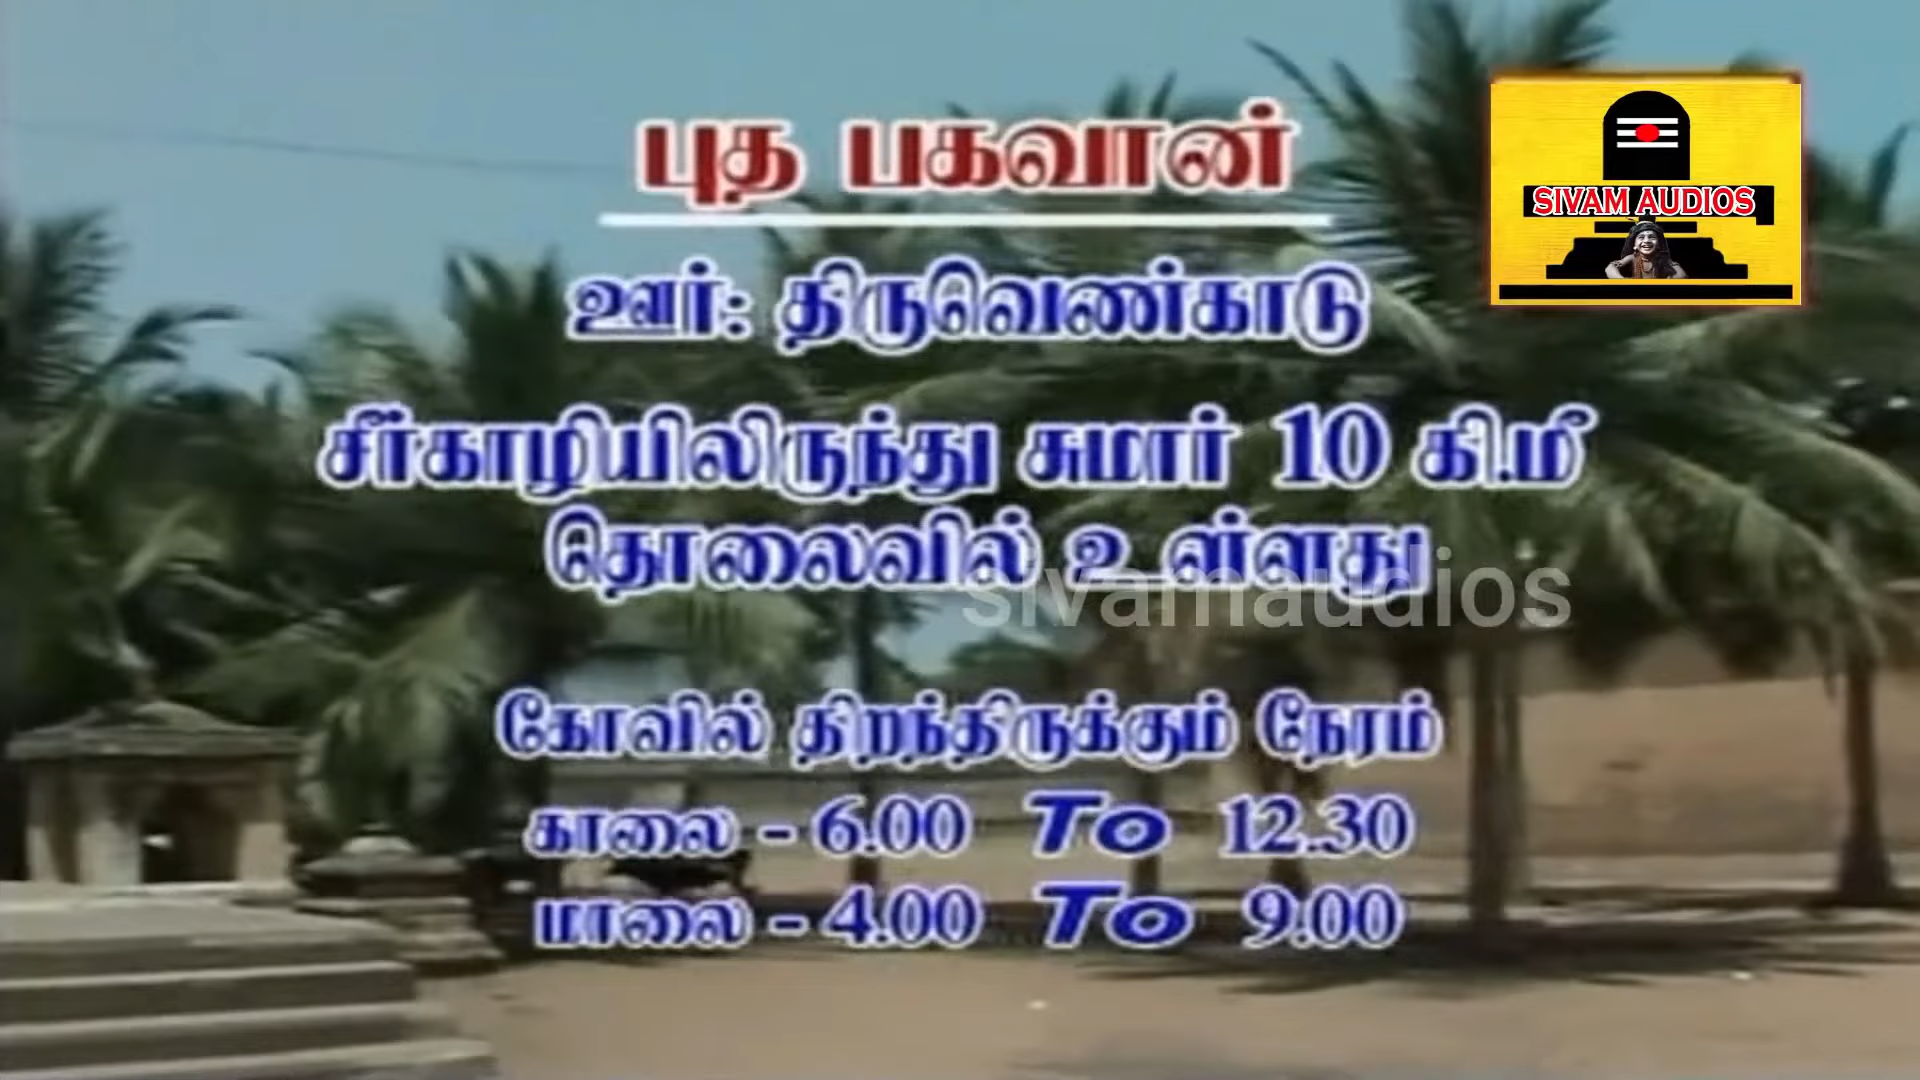 புத பகவான்
SIVAM AUDIOS
ஊர்: திருவெண்காடு
சீர்காழியிலிருந்து சுமார் 10 கி.மீ
தொலைவில் உள்ளது
sivamaudios
கோவில் திறந்திருக்கும் நேரம்
காலை - 6.00 To 12.30
மாலை - 4.00 To 9.00